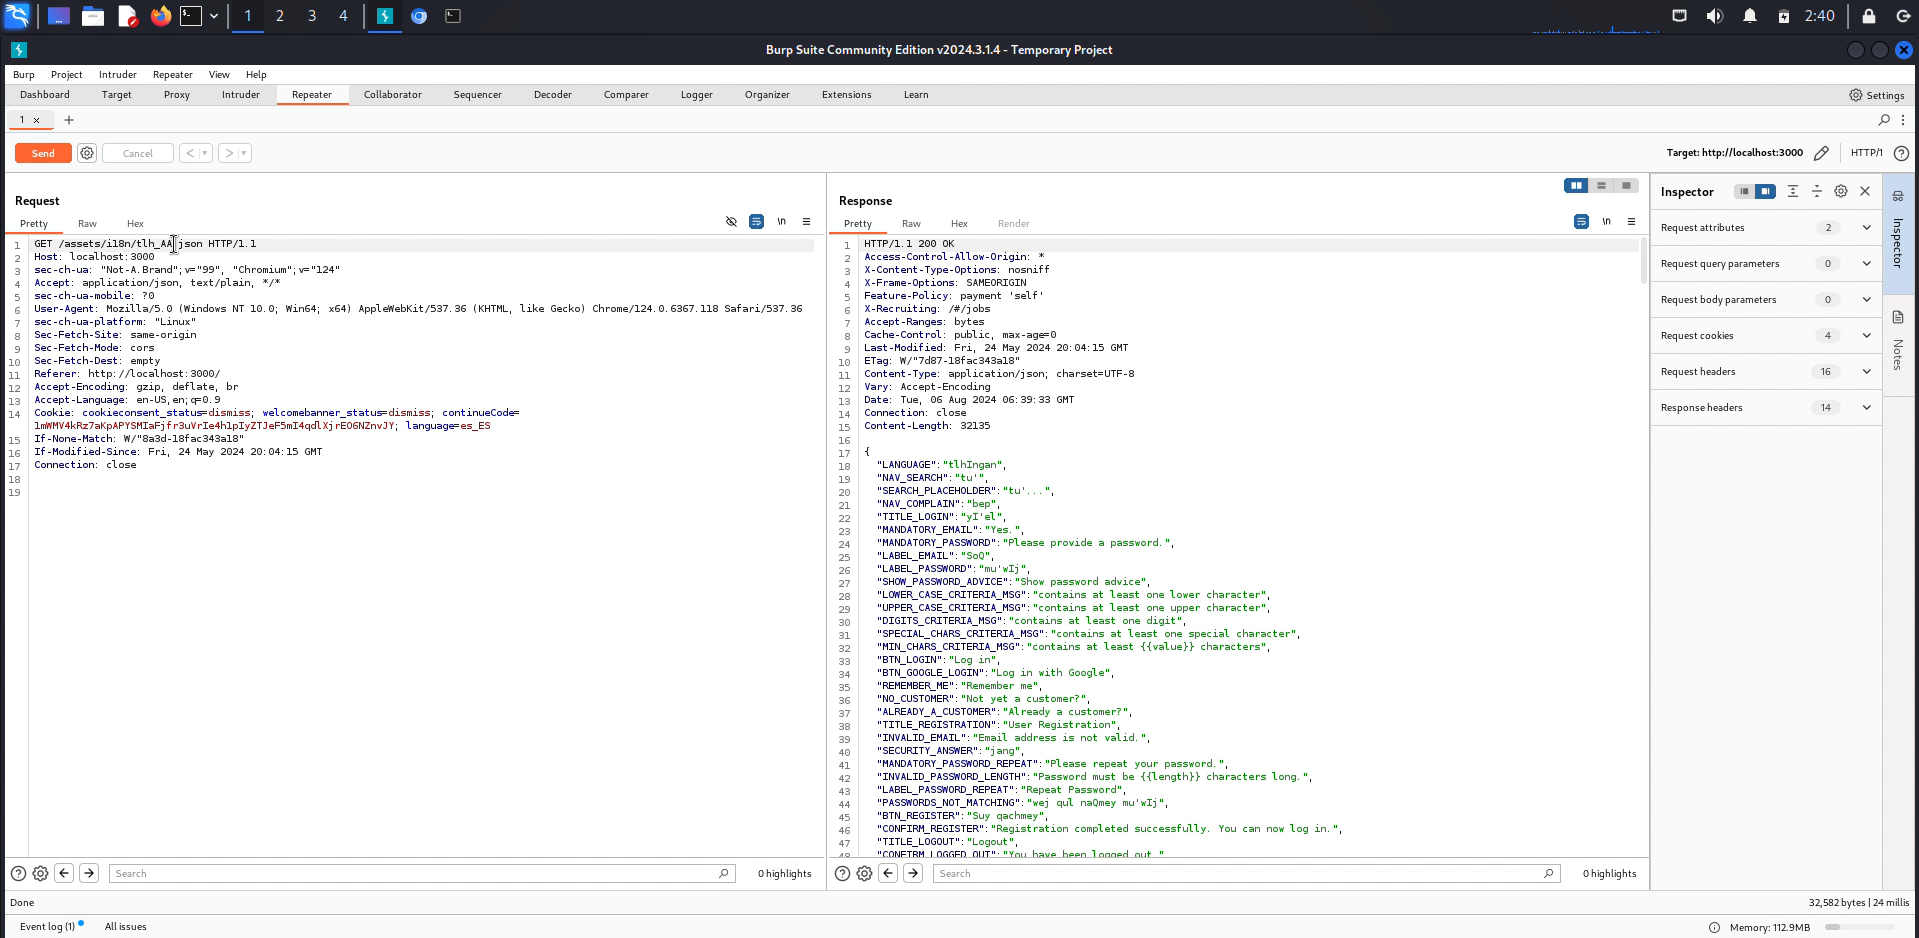 1 2 3 4 2:40
Burp Suite Community Edition v2024.3.1.4 - Temporary Project
Burp Project Intruder Repeater View Help
Dashboard Target Proxy Intruder Repeater Collaborator Sequencer Decoder Comparer Logger Organizer Extensions Learn Settings
1 × +
Send Cancel < > Target: http://localhost:3000 HTTP/1
Request
Pretty Raw Hex \n
1 GET /assets/i18n/tlh_AA.json HTTP/1.1
2 Host: localhost:3000
3 sec-ch-ua: "Not-A.Brand";v="99", "Chromium";v="124"
4 Accept: application/json, text/plain, */*
5 sec-ch-ua-mobile: ?0
6 User-Agent: Mozilla/5.0 (Windows NT 10.0; Win64; x64) AppleWebKit/537.36 (KHTML, like Gecko) Chrome/124.0.6367.118 Safari/537.36
7 sec-ch-ua-platform: "Linux"
8 Sec-Fetch-Site: same-origin
9 Sec-Fetch-Mode: cors
10 Sec-Fetch-Dest: empty
11 Referer: http://localhost:3000/
12 Accept-Encoding: gzip, deflate, br
13 Accept-Language: en-US,en;q=0.9
14 Cookie: cookieconsent_status=dismiss; welcomebanner_status=dismiss; continueCode=
1mWMV4kRz7aKpAPYSMIaFjfr3uVrIe4h1pIyZTJeF5mI4qdlXjrEO6NZnvJY; language=es_ES
15 If-None-Match: W/"8a3d-18fac343a18"
16 If-Modified-Since: Fri, 24 May 2024 20:04:15 GMT
17 Connection: close
18
19
Search 0 highlights
Response
Pretty Raw Hex Render \n
1 HTTP/1.1 200 OK
2 Access-Control-Allow-Origin: *
3 X-Content-Type-Options: nosniff
4 X-Frame-Options: SAMEORIGIN
5 Feature-Policy: payment 'self'
6 X-Recruiting: /#/jobs
7 Accept-Ranges: bytes
8 Cache-Control: public, max-age=0
9 Last-Modified: Fri, 24 May 2024 20:04:15 GMT
10 ETag: W/"7d87-18fac343a18"
11 Content-Type: application/json; charset=UTF-8
12 Vary: Accept-Encoding
13 Date: Tue, 06 Aug 2024 06:39:33 GMT
14 Connection: close
15 Content-Length: 32135
16
17 {
18 "LANGUAGE":"tlhIngan",
19 "NAV_SEARCH":"tu'",
20 "SEARCH_PLACEHOLDER":"tu'...",
21 "NAV_COMPLAIN":"bep",
22 "TITLE_LOGIN":"yI'el",
23 "MANDATORY_EMAIL":"Yes.",
24 "MANDATORY_PASSWORD":"Please provide a password.",
25 "LABEL_EMAIL":"SoQ",
26 "LABEL_PASSWORD":"mu'wIj",
27 "SHOW_PASSWORD_ADVICE":"Show password advice",
28 "LOWER_CASE_CRITERIA_MSG":"contains at least one lower character",
29 "UPPER_CASE_CRITERIA_MSG":"contains at least one upper character",
30 "DIGITS_CRITERIA_MSG":"contains at least one digit",
31 "SPECIAL_CHARS_CRITERIA_MSG":"contains at least one special character",
32 "MIN_CHARS_CRITERIA_MSG":"contains at least {{value}} characters",
33 "BTN_LOGIN":"Log in",
34 "BTN_GOOGLE_LOGIN":"Log in with Google",
35 "REMEMBER_ME":"Remember me",
36 "NO_CUSTOMER":"Not yet a customer?",
37 "ALREADY_A_CUSTOMER":"Already a customer?",
38 "TITLE_REGISTRATION":"User Registration",
39 "INVALID_EMAIL":"Email address is not valid.",
40 "SECURITY_ANSWER":"jang",
41 "MANDATORY_PASSWORD_REPEAT":"Please repeat your password.",
42 "INVALID_PASSWORD_LENGTH":"Password must be {{length}} characters long.",
43 "LABEL_PASSWORD_REPEAT":"Repeat Password",
44 "PASSWORDS_NOT_MATCHING":"wej qul naQmey mu'wIj",
45 "BTN_REGISTER":"Suy qachmey",
46 "CONFIRM_REGISTER":"Registration completed successfully. You can now log in.",
47 "TITLE_LOGOUT":"Logout",
48 "CONFIRM_LOGGED_OUT":"You have been logged out."
Search 0 highlights
Inspector
Request attributes 2
Request query parameters 0
Request body parameters 0
Request cookies 4
Request headers 16
Response headers 14
Inspector
Notes
Done 32,582 bytes | 24 millis
Event log (1) All issues Memory: 112.9MB